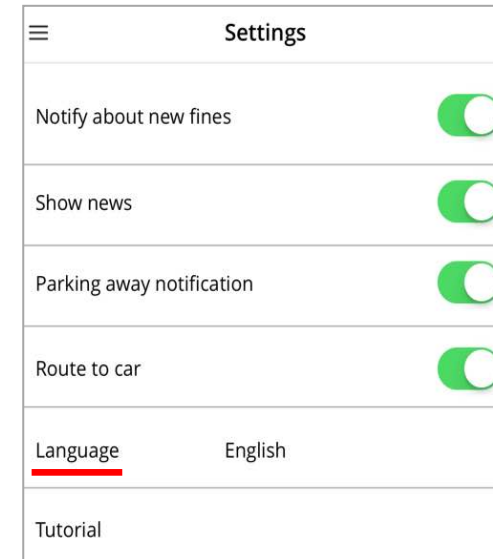 Settings
Notify about new fines
Show news
Parking away notification
Route to car
Language English
Tutorial